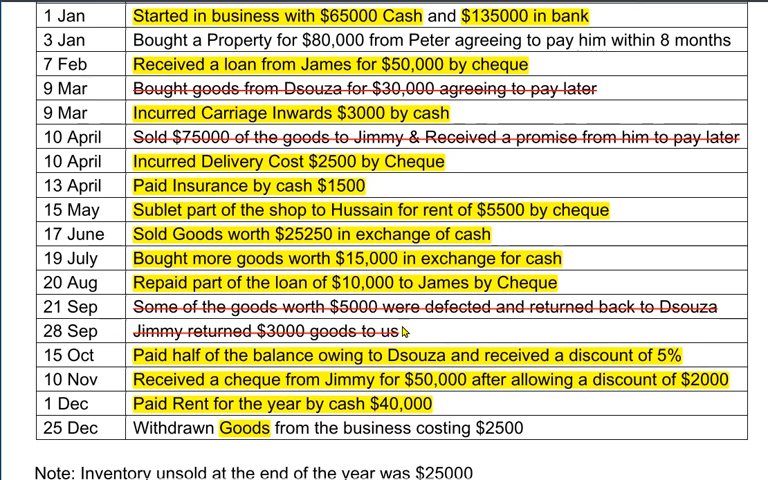 1 Jan Started in business with $65000 Cash and $135000 in bank
3 Jan Bought a Property for $80,000 from Peter agreeing to pay him within 8 months
7 Feb Received a loan from James for $50,000 by cheque
9 Mar Bought goods from Dsouza for $30,000 agreeing to pay later
9 Mar Incurred Carriage Inwards $3000 by cash
10 April Sold $75000 of the goods to Jimmy & Received a promise from him to pay later
10 April Incurred Delivery Cost $2500 by Cheque
13 April Paid Insurance by cash $1500
15 May Sublet part of the shop to Hussain for rent of $5500 by cheque
17 June Sold Goods worth $25250 in exchange of cash
19 July Bought more goods worth $15,000 in exchange for cash
20 Aug Repaid part of the loan of $10,000 to James by Cheque
21 Sep Some of the goods worth $5000 were defected and returned back to Dsouza
28 Sep Jimmy returned $3000 goods to us
15 Oct Paid half of the balance owing to Dsouza and received a discount of 5%
10 Nov Received a cheque from Jimmy for $50,000 after allowing a discount of $2000
1 Dec Paid Rent for the year by cash $40,000
25 Dec Withdrawn Goods from the business costing $2500
Note: Inventory unsold at the end of the year was $25000